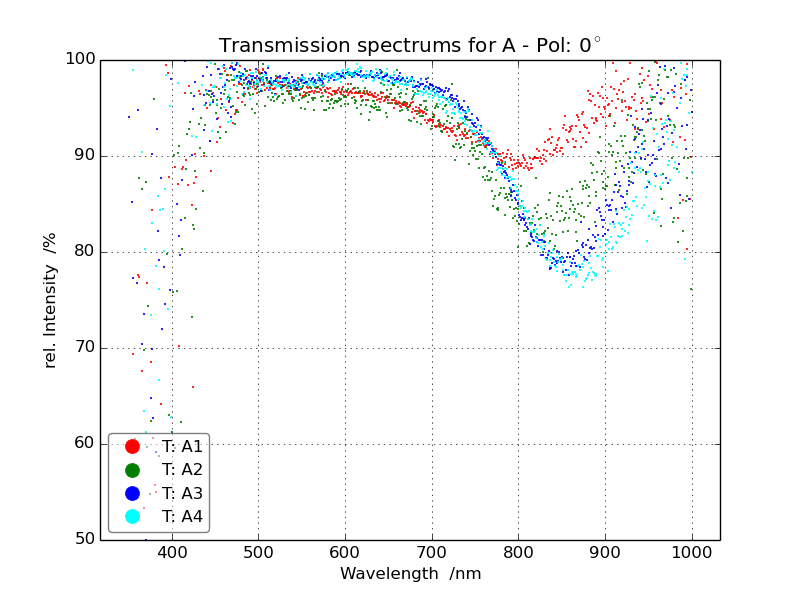 Transmission spectrums for A - Pol: 0°
100
90
80
70
60
50
rel. Intensity /%
T: A1
T: A2
T: A3
T: A4
400 500 600 700 800 900 1000
Wavelength /nm